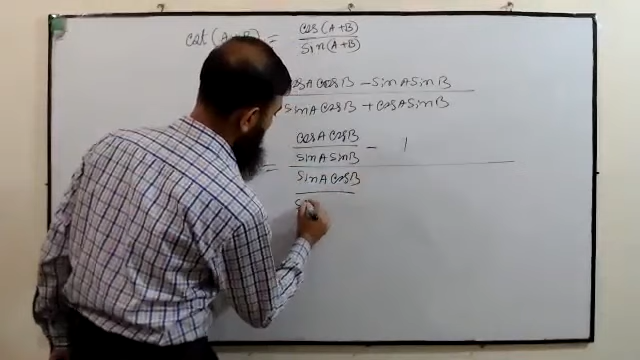 cot (A+B) = cos (A+B)
sin (A+B)
cosA cosB - sinA sinB
sinA cosB + cosA sinB
cosA cosB - 1
sinA sinB
=
sinA cosB